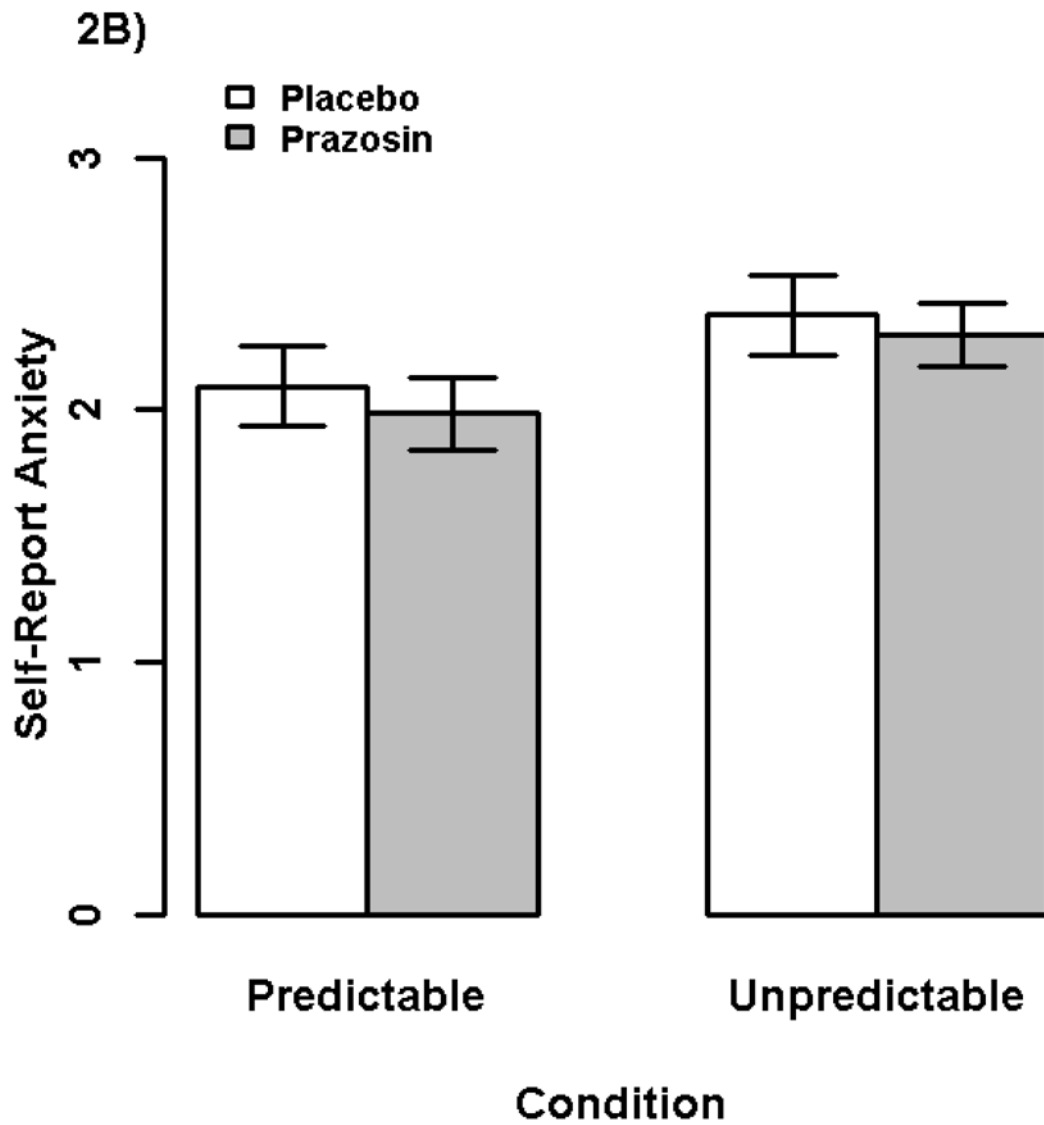 2B)
Placebo
Prazosin
3
2
1
0
Self-Report Anxiety
Predictable
Unpredictable
Condition